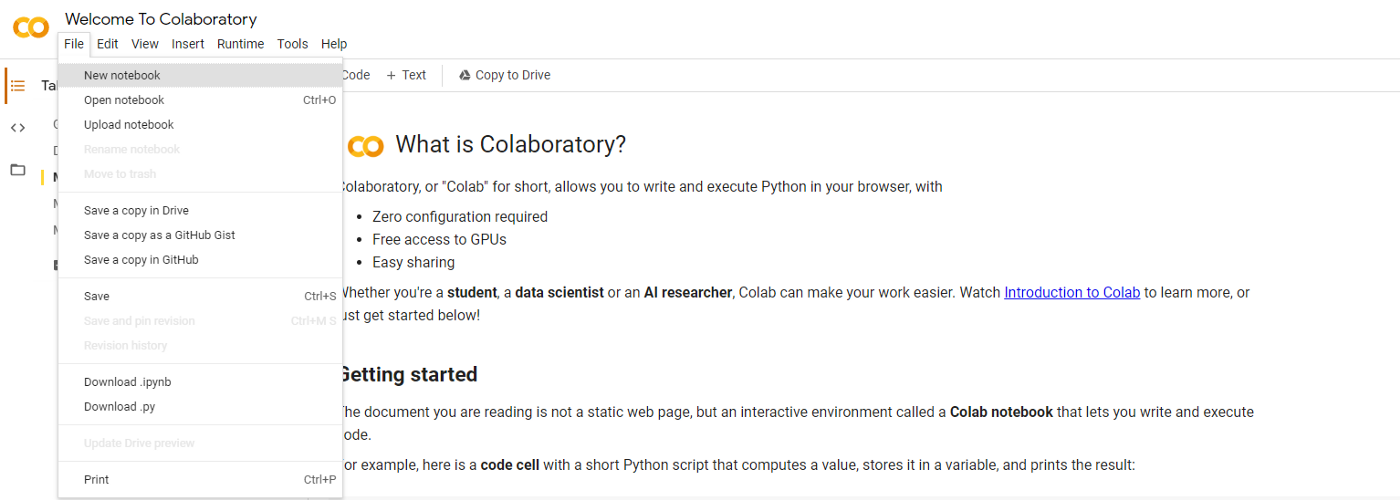 Welcome To Colaboratory
File Edit View Insert Runtime Tools Help
New notebook
Open notebook Ctrl+O
Upload notebook
Rename notebook
Move to trash
Save a copy in Drive
Save a copy as a GitHub Gist
Save a copy in GitHub
Save Ctrl+S
Save and pin revision Ctrl+M S
Revision history
Download .ipynb
Download .py
Update Drive preview
Print Ctrl+P
Code + Text Copy to Drive
What is Colaboratory?
Colaboratory, or "Colab" for short, allows you to write and execute Python in your browser, with
• Zero configuration required
• Free access to GPUs
• Easy sharing
Whether you're a student, a data scientist or an AI researcher, Colab can make your work easier. Watch Introduction to Colab to learn more, or
just get started below!
Getting started
The document you are reading is not a static web page, but an interactive environment called a Colab notebook that lets you write and execute
code.
For example, here is a code cell with a short Python script that computes a value, stores it in a variable, and prints the result: